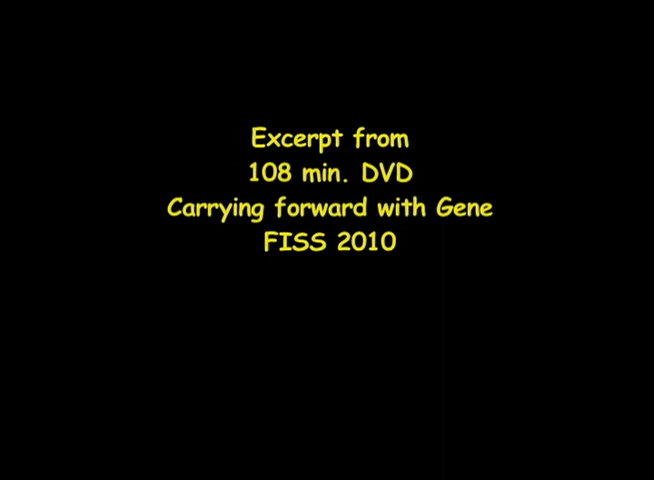 Excerpt from
108 min. DVD
Carrying forward with Gene
FISS 2010